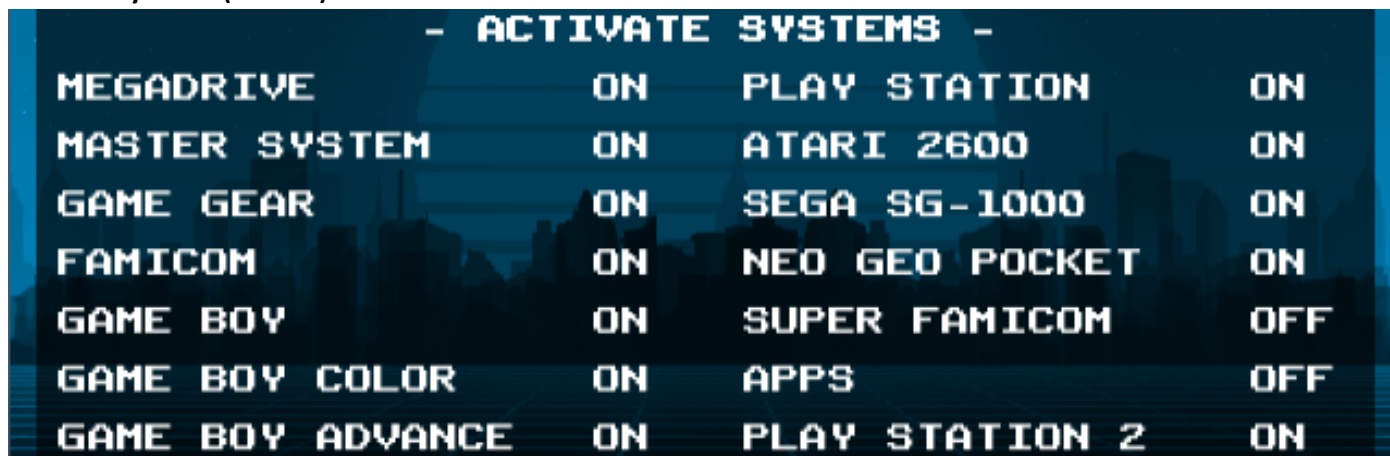 - ACTIVATE SYSTEMS -
MEGADRIVE ON PLAY STATION ON
MASTER SYSTEM ON ATARI 2600 ON
GAME GEAR ON SEGA SG-1000 ON
FAMICOM ON NEO GEO POCKET ON
GAME BOY ON SUPER FAMICOM OFF
GAME BOY COLOR ON APPS OFF
GAME BOY ADVANCE ON PLAY STATION 2 ON